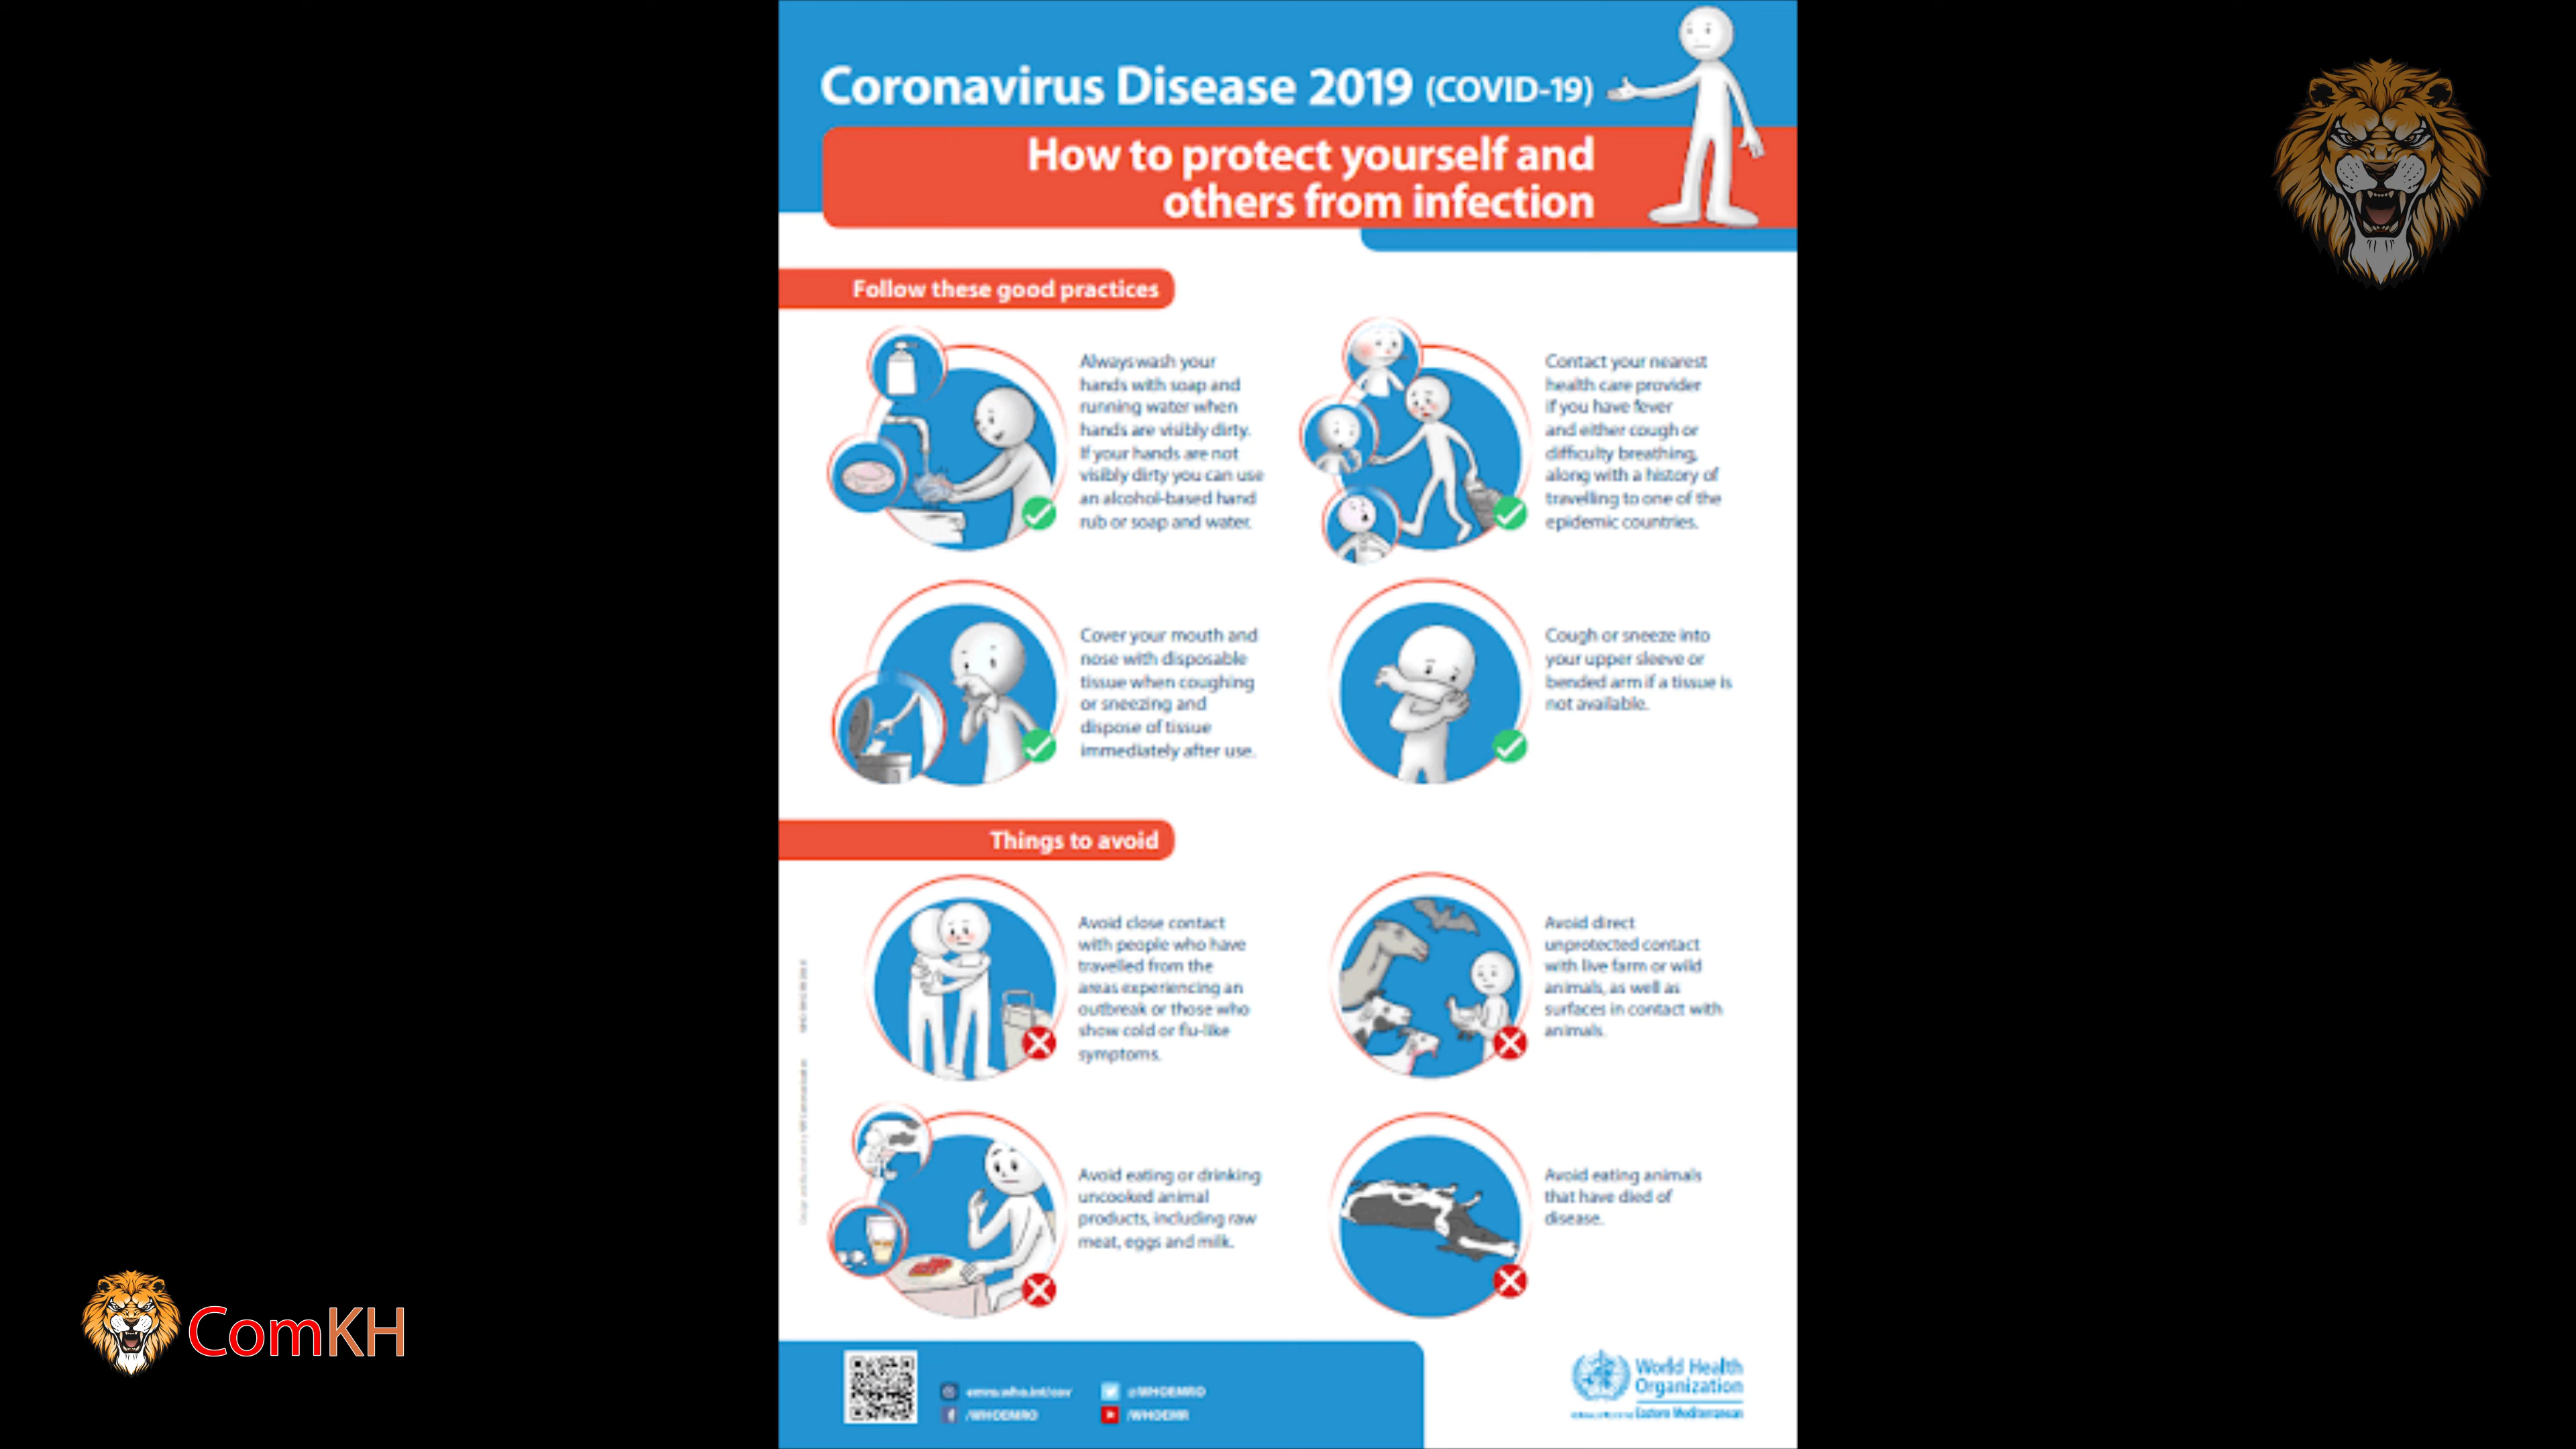 Coronavirus Disease 2019 (COVID-19)
How to protect yourself and
others from infection
Follow these good practices
Always wash your
hands with soap and
running water when
hands are visibly dirty.
If your hands are not
visibly dirty you can use
an alcohol-based hand
rub or soap and water.
Contact your nearest
health care provider
if you have fever
and either cough or
difficulty breathing,
along with a history of
travelling to one of the
epidemic countries.
Cover your mouth and
nose with disposable
tissue when coughing
or sneezing and
dispose of tissue
immediately after use.
Cough or sneeze into
your upper sleeve or
bended arm if a tissue is
not available.
Things to avoid
Avoid close contact
with people who have
travelled from the
areas experiencing an
outbreak or those who
show cold or flu-like
symptoms.
Avoid direct
unprotected contact
with live farm or wild
animals, as well as
surfaces in contact with
animals.
Avoid eating or drinking
uncooked animal
products, including raw
meat, eggs and milk.
Avoid eating animals
that have died of
disease.
emro.who.int/cov
@WHOEMRO
/WHOEMRO
/WHOEMR
World Health
Organization
Eastern Mediterranean
ComKH